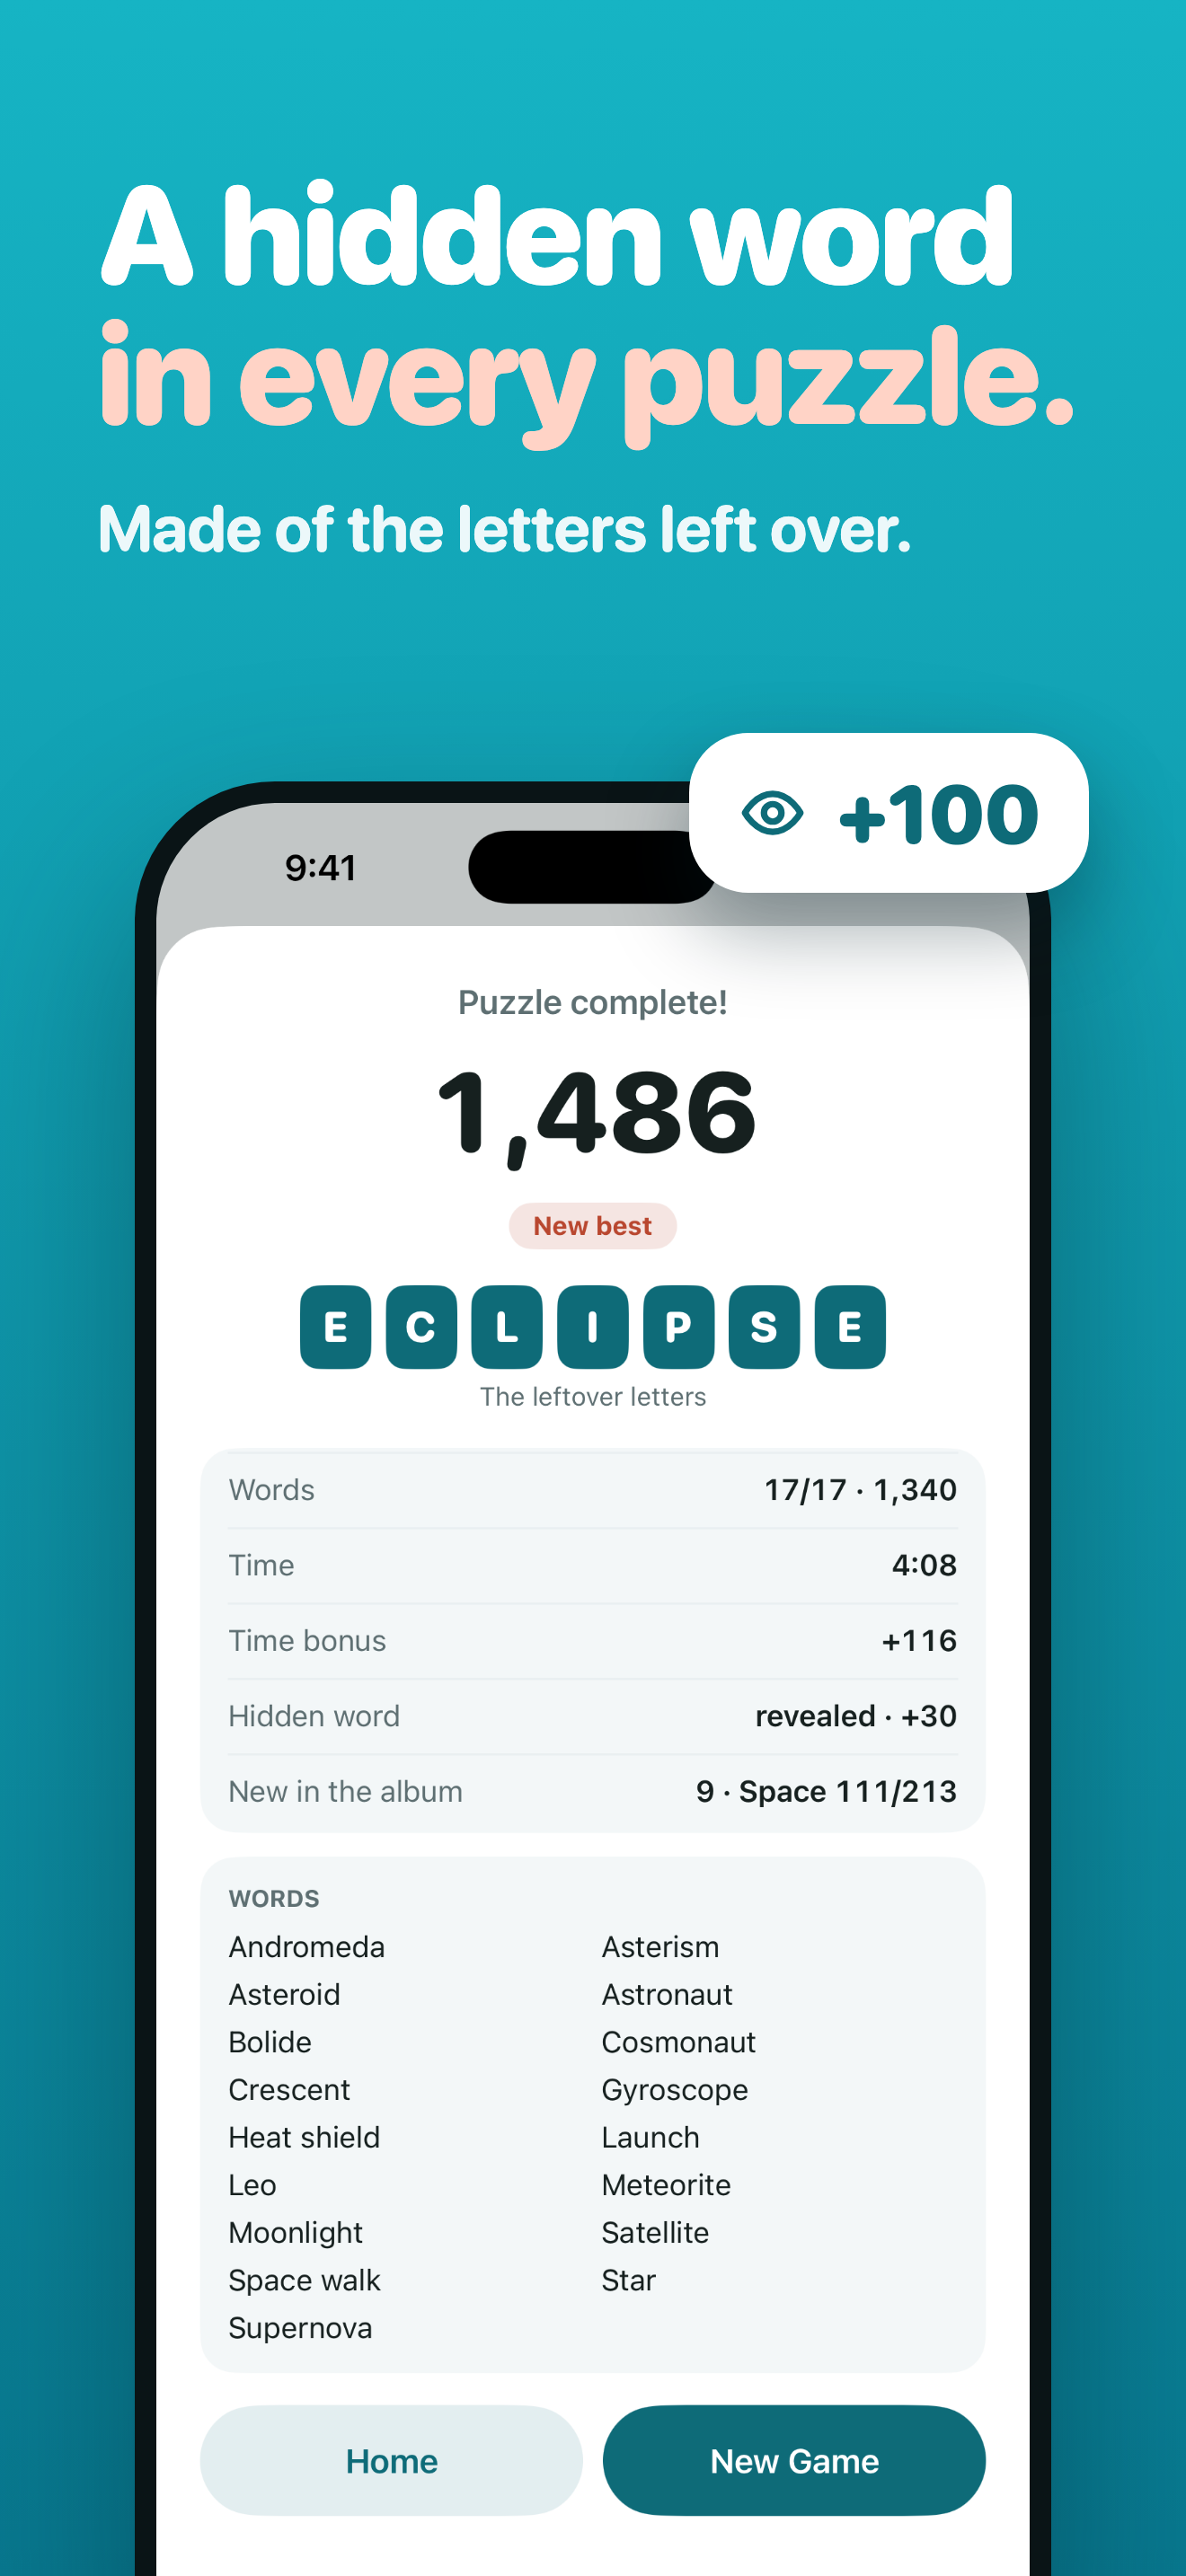 A hidden word
in every puzzle.
Made of the letters left over.
+100
9:41
Puzzle complete!
1,486
New best
E C L I P S E
The leftover letters
Words 17/17 · 1,340
Time 4:08
Time bonus +116
Hidden word revealed · +30
New in the album 9 · Space 111/213
WORDS
Andromeda Asterism
Asteroid Astronaut
Bolide Cosmonaut
Crescent Gyroscope
Heat shield Launch
Leo Meteorite
Moonlight Satellite
Space walk Star
Supernova
Home New Game